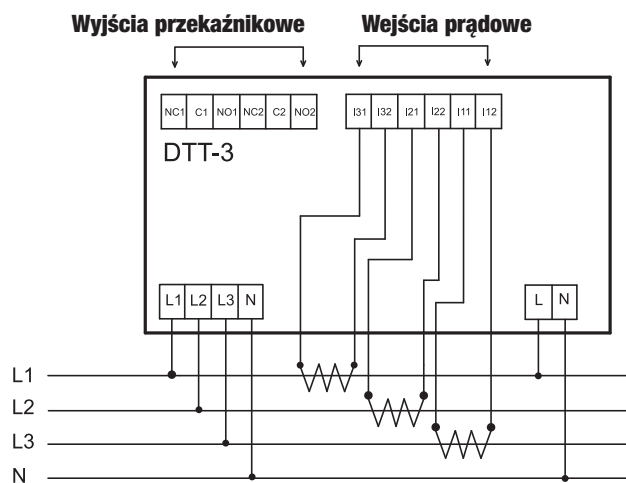 Wyjścia przekaźnikowe Wejścia prądowe
NC1 C1 NO1 NC2 C2 NO2 I31 I32 I21 I22 I11 I12
DTT-3
L1 L2 L3 N L N
L1
L2
L3
N